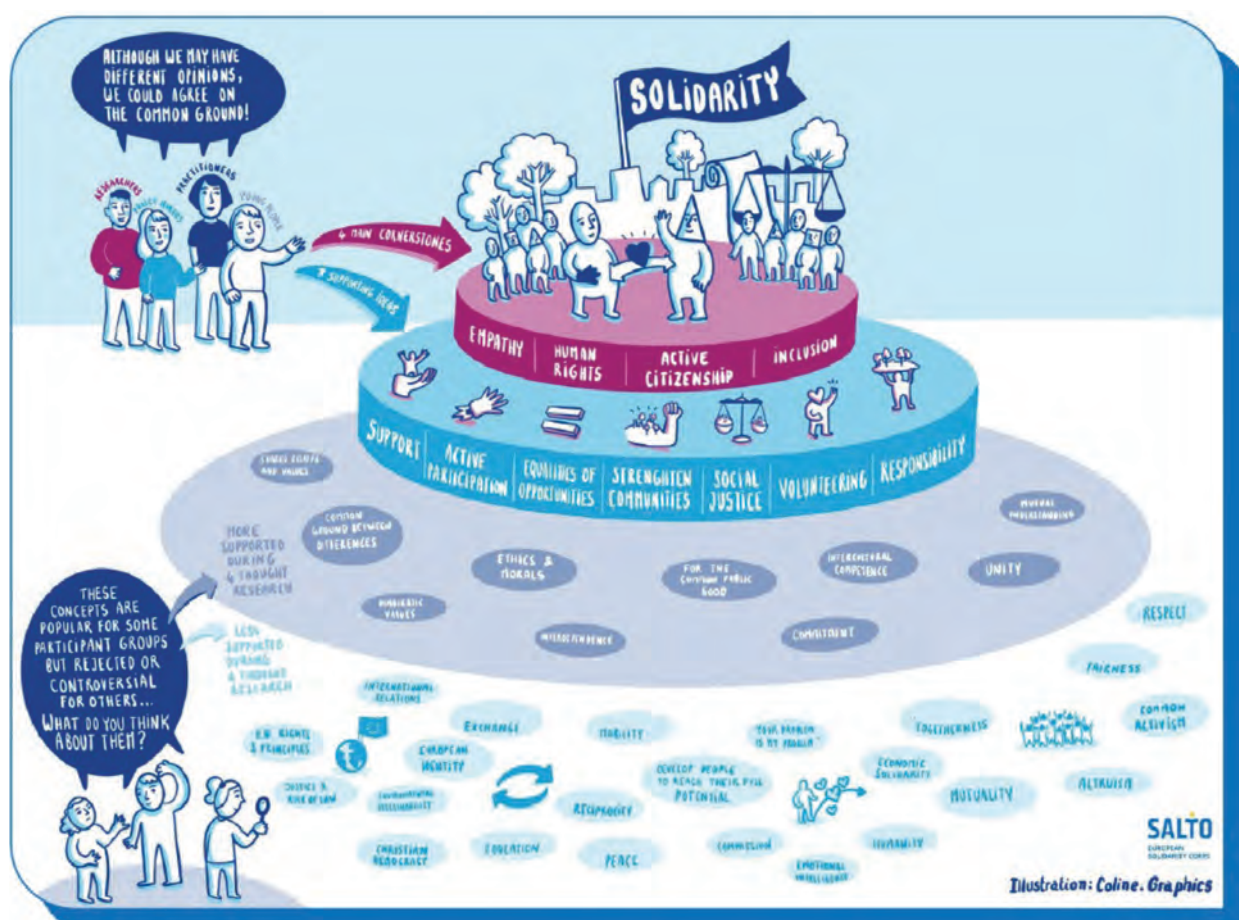 ALTHOUGH WE MAY HAVE
DIFFERENT OPINIONS,
WE COULD AGREE ON
THE COMMON GROUND!
RESEARCHERS
POLICY MAKERS
PRACTITIONERS
YOUNG PEOPLE
4 MAIN CORNERSTONES
7 SUPPORTING IDEAS
SOLIDARITY
EMPATHY
HUMAN
RIGHTS
ACTIVE
CITIZENSHIP
INCLUSION
SUPPORT
ACTIVE
PARTICIPATION
EQUALITIES OF
OPPORTUNITIES
STRENGHTEN
COMMUNITIES
SOCIAL
JUSTICE
VOLUNTEERING
RESPONSIBILITY
AND VALUES
COMMON
GROUND BETWEEN
DIFFERENCES
MORE
SUPPORTED
DURING
4 THOUGHT
RESEARCH
ETHICS &
MORALS
FOR THE
COMMON PUBLIC
GOOD
INTERCULTURAL
COMPETENCE
MUTUAL
UNDERSTANDING
UNITY
VALUES
INTERDEPENDENCE
COMMITMENT
THESE
CONCEPTS ARE
POPULAR FOR SOME
PARTICIPANT GROUPS
BUT REJECTED OR
CONTROVERSIAL
FOR OTHERS...
WHAT DO YOU THINK
ABOUT THEM?
LESS
SUPPORTED
DURING
4 THOUGHT
RESEARCH
RESPECT
FAIRNESS
COMMON
ACTIVISM
INTERNATIONAL
RELATIONS
EXCHANGE
MOBILITY
"YOUR PROBLEM
IS MY PROBLEM"
TOGETHERNESS
RIGHTS
& PRINCIPLES
EUROPEAN
IDENTITY
DEVELOP PEOPLE
TO REACH THEIR FULL
POTENTIAL
ECONOMIC
SOLIDARITY
ALTRUISM
JUSTICE &
RULE OF LAW
ENVIRONMENTAL
SUSTAINABILITY
RECIPROCITY
MUTUALITY
CHRISTIAN
DEMOCRACY
EDUCATION
PEACE
COMPASSION
HUMANITY
EMOTIONAL
INTELLIGENCE
SALTO
EUROPEAN
SOLIDARITY CORPS
Illustration: Coline.Graphics